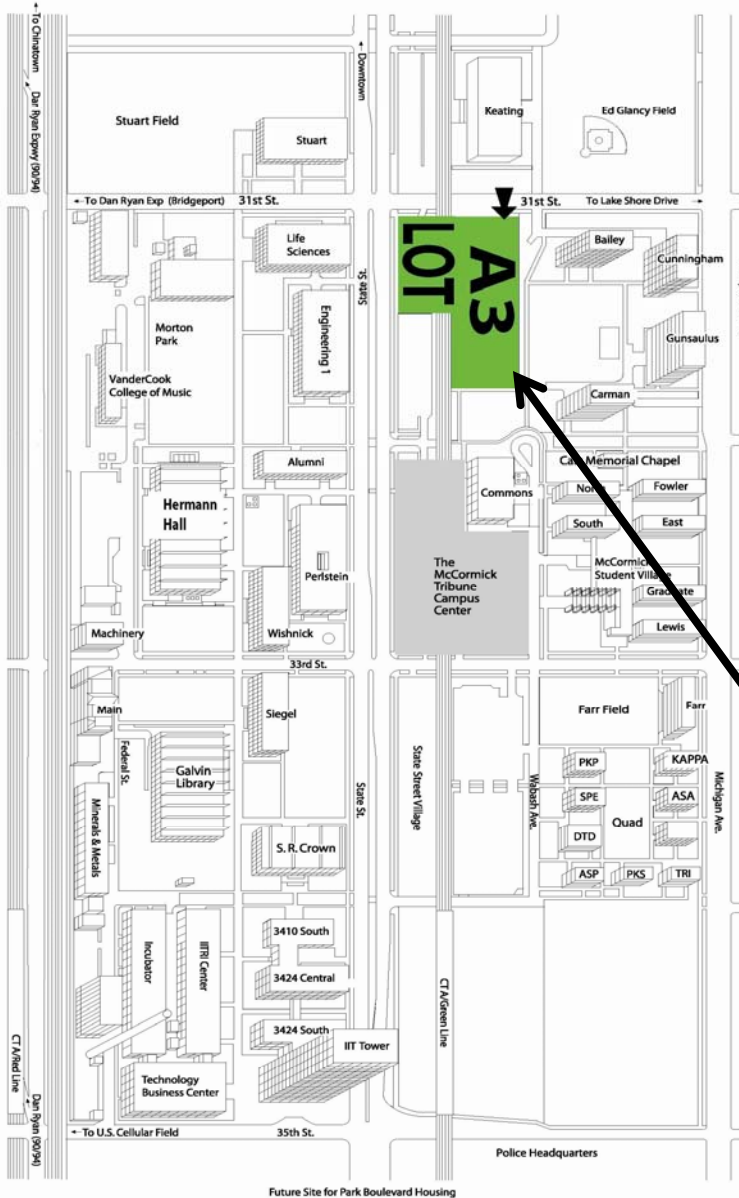 To Chinatown
Dar Ryan Expwy (90/94)
Downtown
Stuart Field
Stuart
Keating
Ed Glancy Field
To Dan Ryan Exp (Bridgeport)
31st St.
31st St.
To Lake Shore Drive
Life
Sciences
State St.
A3
LOT
Bailey
Cunningham
Engineering 1
Morton
Park
Gunsaulus
VanderCook
College of Music
Carman
Alumni
Carr Memorial Chapel
Commons
North
Fowler
Hermann
Hall
South
East
Perlstein
The
McCormick
Tribune
Campus
Center
McCormick
Student Village
Graduate
Machinery
Wishnick
Lewis
33rd St.
Main
Siegel
Farr Field
Farr
Federal St.
Galvin
Library
State St.
State Street Village
Wabash Ave.
PKP
KAPPA
Michigan Ave.
Minerals & Metals
SPE
Quad
ASA
S. R. Crown
DTD
ASP
PKS
TRI
3410 South
Incubator
IITRI Center
3424 Central
CTA/Green Line
3424 South
IIT Tower
CTA/Red Line
Technology
Business Center
Dan Ryan (90/94)
To U.S. Cellular Field
35th St.
Police Headquarters
Future Site for Park Boulevard Housing